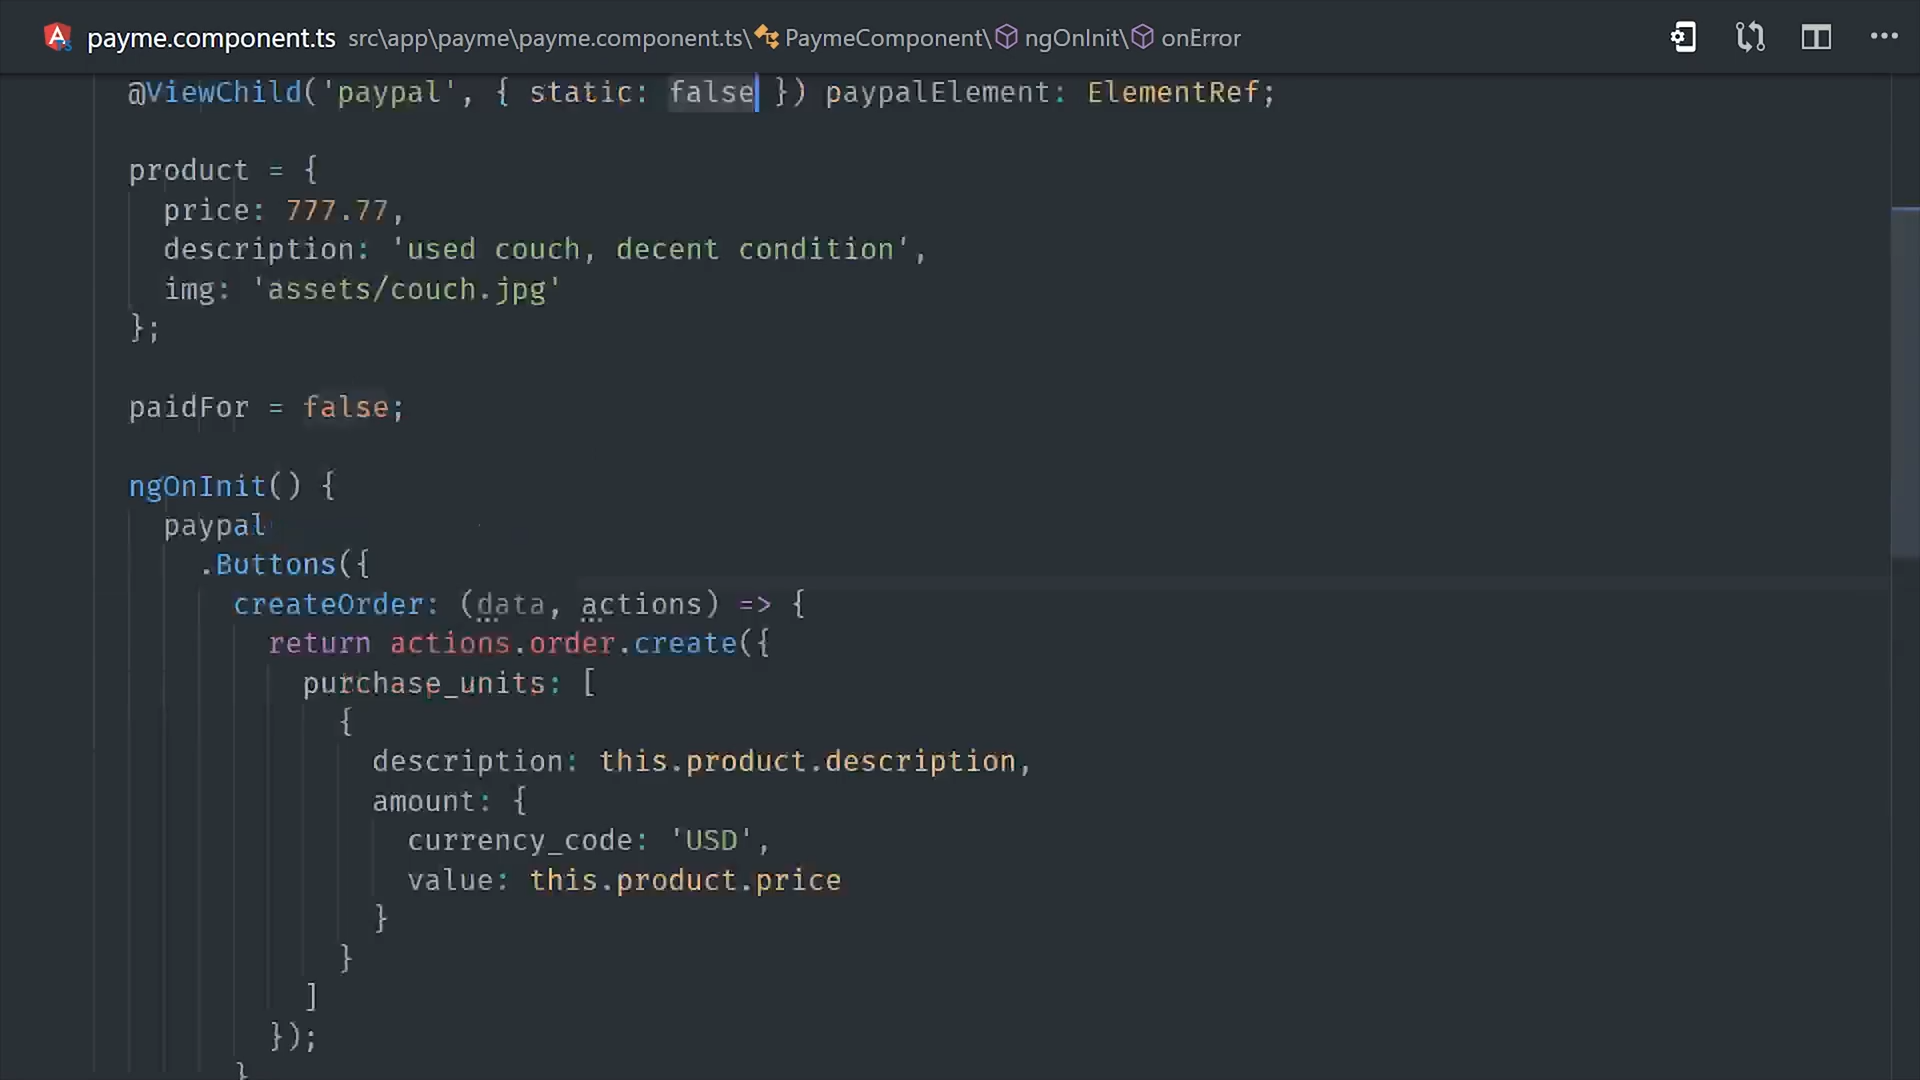 payme.component.ts src\app\payme\payme.component.ts\ PaymeComponent\ ngOnInit\ onError
@ViewChild('paypal', { static: false }) paypalElement: ElementRef;
product = {
price: 777.77,
description: 'used couch, decent condition',
img: 'assets/couch.jpg'
};
paidFor = false;
ngOnInit() {
paypal
.Buttons({
createOrder: (data, actions) => {
return actions.order.create({
purchase_units: [
{
description: this.product.description,
amount: {
currency_code: 'USD',
value: this.product.price
}
}
]
});
}